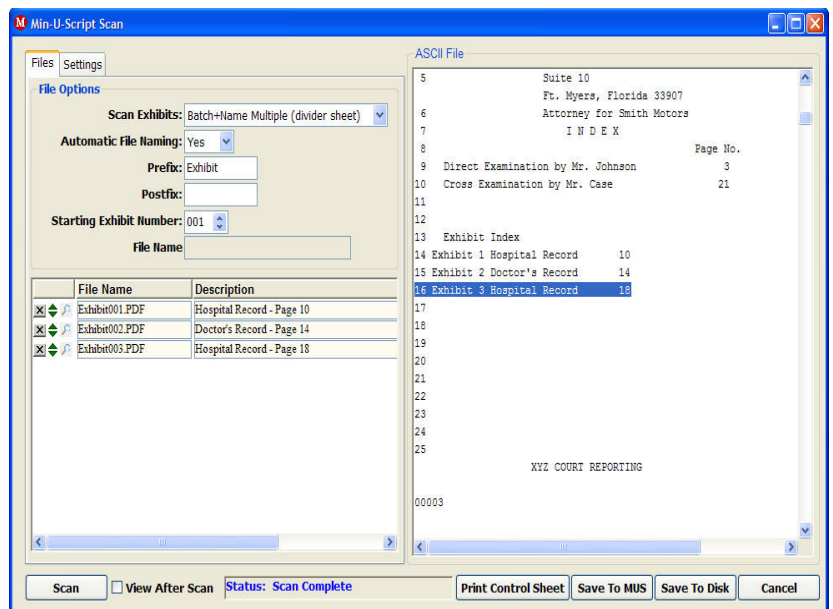 Min-U-Script Scan
Files Settings
File Options
Scan Exhibits: Batch+Name Multiple (divider sheet)
Automatic File Naming: Yes
Prefix: Exhibit
Postfix:
Starting Exhibit Number: 001
File Name
File Name Description
Exhibit001.PDF Hospital Record - Page 10
Exhibit002.PDF Doctor's Record - Page 14
Exhibit003.PDF Hospital Record - Page 18
ASCII File
5 Suite 10
Ft. Myers, Florida 33907
6 Attorney for Smith Motors
7 I N D E X
8 Page No.
9 Direct Examination by Mr. Johnson 3
10 Cross Examination by Mr. Case 21
11
12
13 Exhibit Index
14 Exhibit 1 Hospital Record 10
15 Exhibit 2 Doctor's Record 14
16 Exhibit 3 Hospital Record 18
17
18
19
20
21
22
23
24
25
XYZ COURT REPORTING
00003
Scan View After Scan Status: Scan Complete Print Control Sheet Save To MUS Save To Disk Cancel